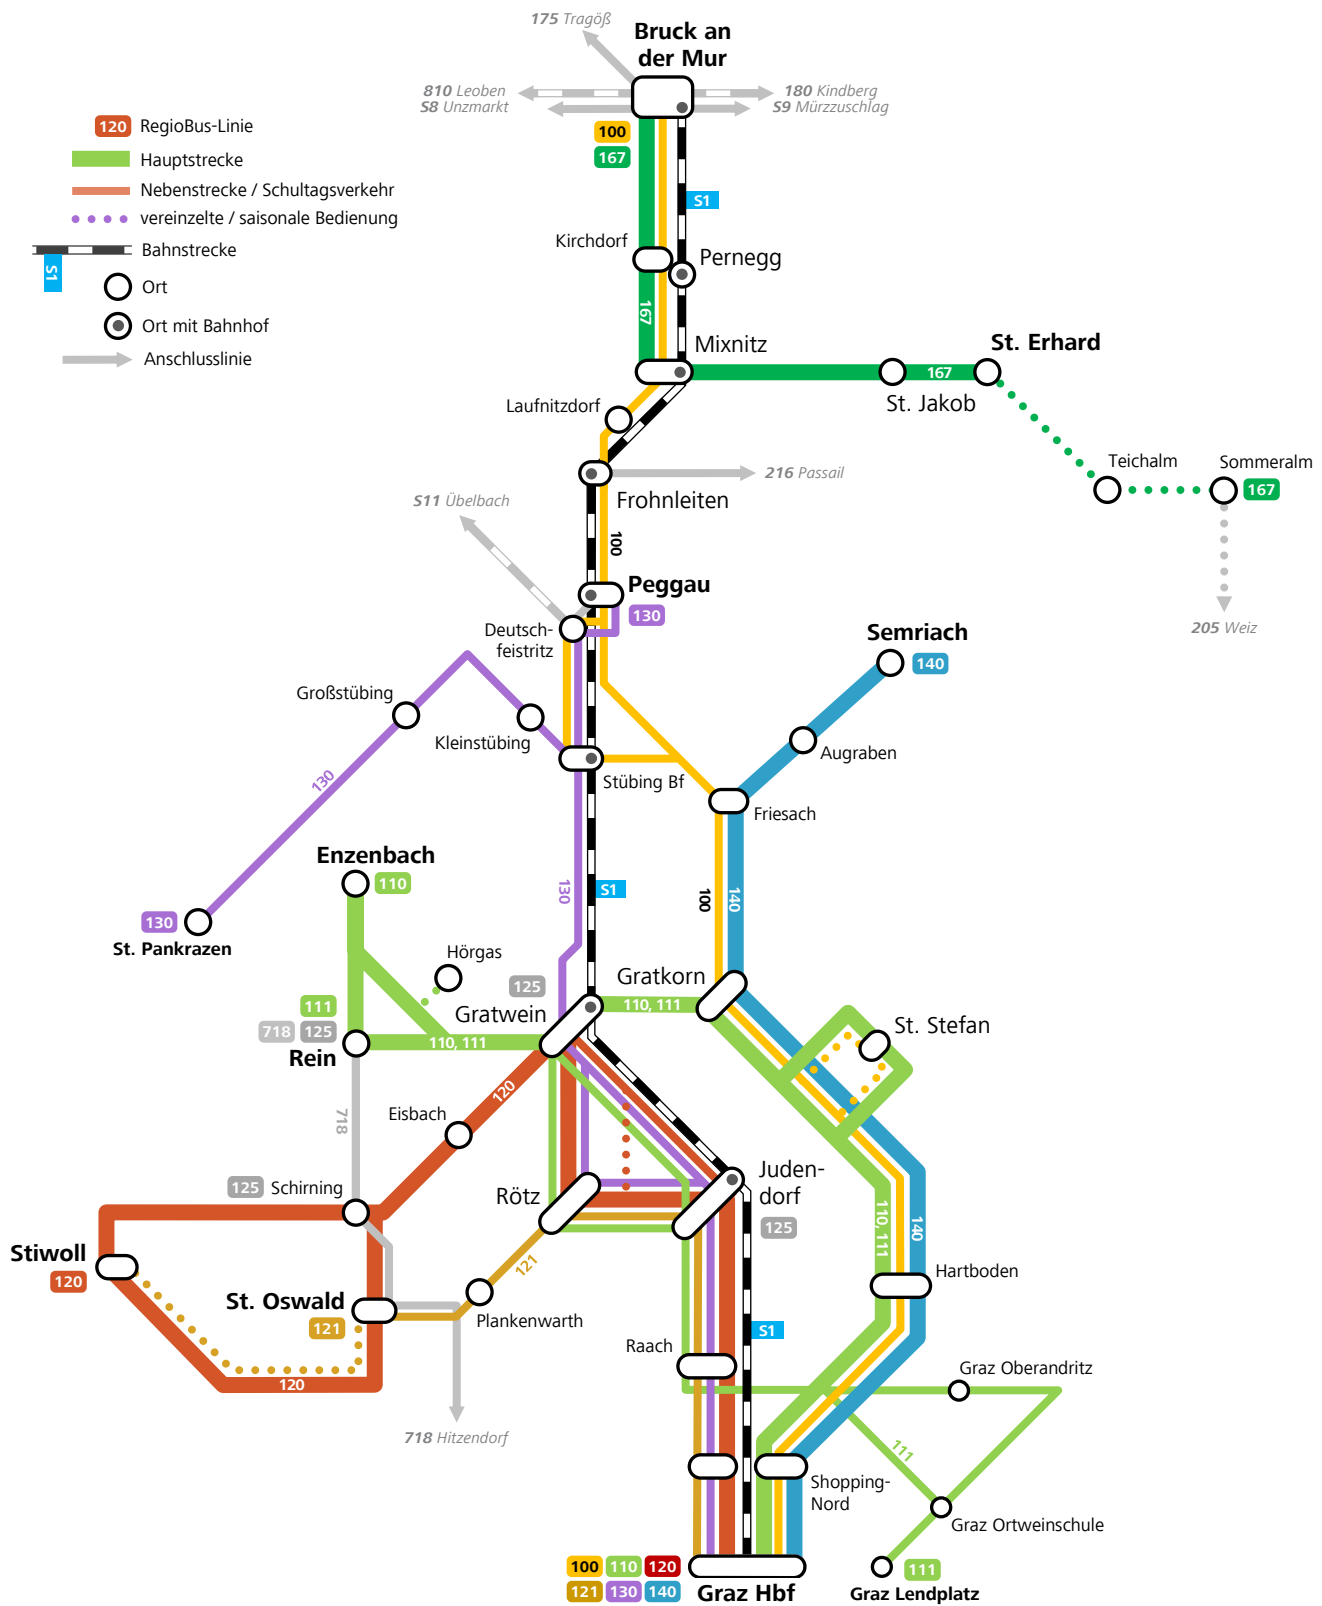 175 Tragöß
Bruck an
der Mur
810 Leoben
S8 Unzmarkt
180 Kindberg
S9 Mürzzuschlag
120 RegioBus-Linie
Hauptstrecke
Nebenstrecke / Schultagsverkehr
vereinzelte / saisonale Bedienung
Bahnstrecke
S1
Ort
Ort mit Bahnhof
Anschlusslinie
100
167
S1
Kirchdorf
Pernegg
167
Mixnitz
St. Erhard
167
St. Jakob
Laufnitzdorf
Teichalm
Sommeralm
167
216 Passail
Frohnleiten
S11 Übelbach
100
Peggau
130
205 Weiz
Deutsch-
feistritz
Semriach
140
Großstübing
Kleinstübing
Augraben
130
Stübing Bf
Friesach
Enzenbach
110
130
S1
100
140
130
St. Pankrazen
Hörgas
Gratkorn
125
Gratwein
110, 111
111
718 125
Rein
110, 111
St. Stefan
120
Eisbach
718
125 Schirning
Rötz
Juden-
dorf
125
110, 111
140
Stiwoll
120
121
Hartboden
St. Oswald
121
Plankenwarth
S1
Raach
120
Graz Oberandritz
718 Hitzendorf
111
Shopping-
Nord
Graz Ortweinschule
100 110 120
121 130 140
Graz Hbf
111
Graz Lendplatz